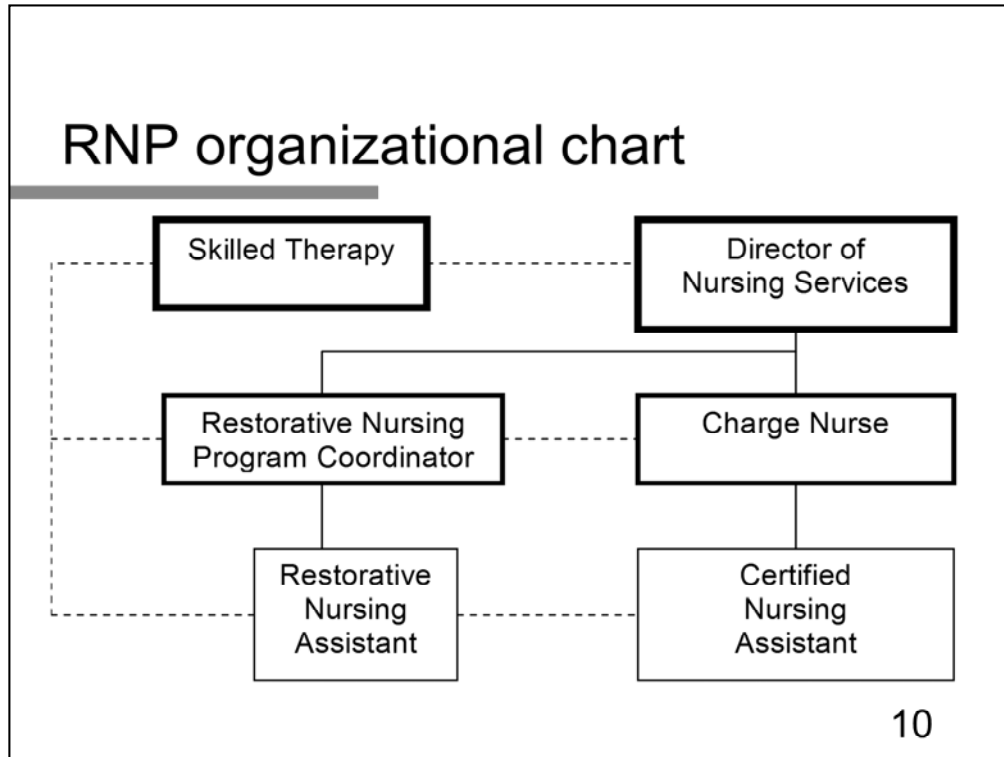 RNP organizational chart
Skilled Therapy
Director of
Nursing Services
Restorative Nursing
Program Coordinator
Charge Nurse
Restorative
Nursing
Assistant
Certified
Nursing
Assistant
10